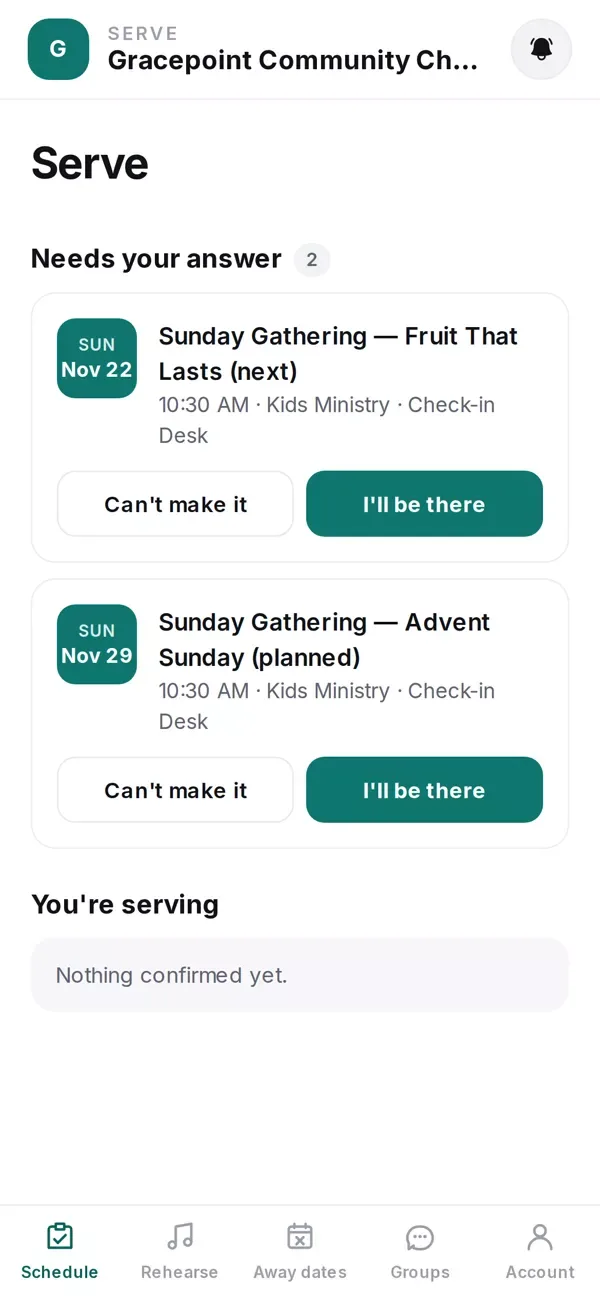 G
SERVE
Gracepoint Community Ch...
Serve
Needs your answer 2
SUN
Nov 22
Sunday Gathering — Fruit That
Lasts (next)
10:30 AM · Kids Ministry · Check-in
Desk
Can't make it
I'll be there
SUN
Nov 29
Sunday Gathering — Advent
Sunday (planned)
10:30 AM · Kids Ministry · Check-in
Desk
Can't make it
I'll be there
You're serving
Nothing confirmed yet.
Schedule
Rehearse
Away dates
Groups
Account